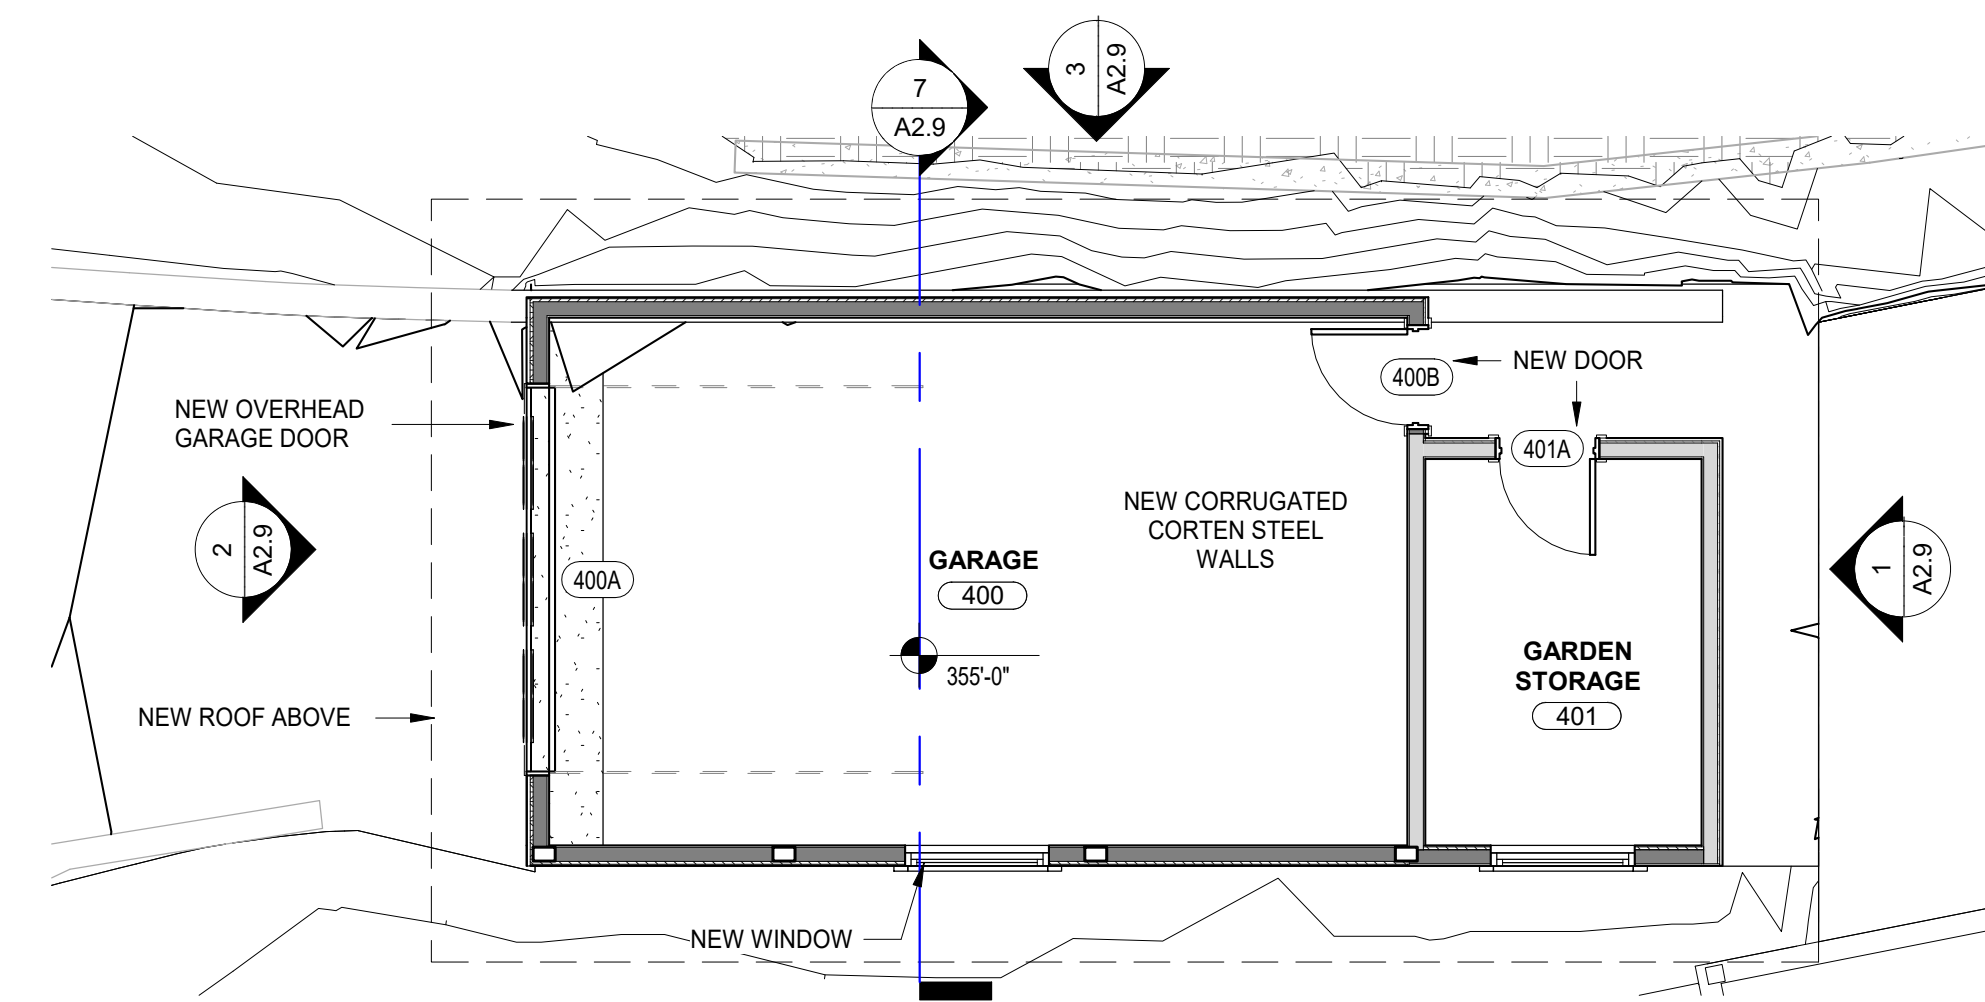 7
A2.9
3
A2.9
NEW DOOR
400B
NEW OVERHEAD
GARAGE DOOR
401A
2
A2.9
NEW CORRUGATED
CORTEN STEEL
WALLS
GARAGE
400
400A
1
A2.9
355'-0"
GARDEN
STORAGE
401
NEW ROOF ABOVE
NEW WINDOW